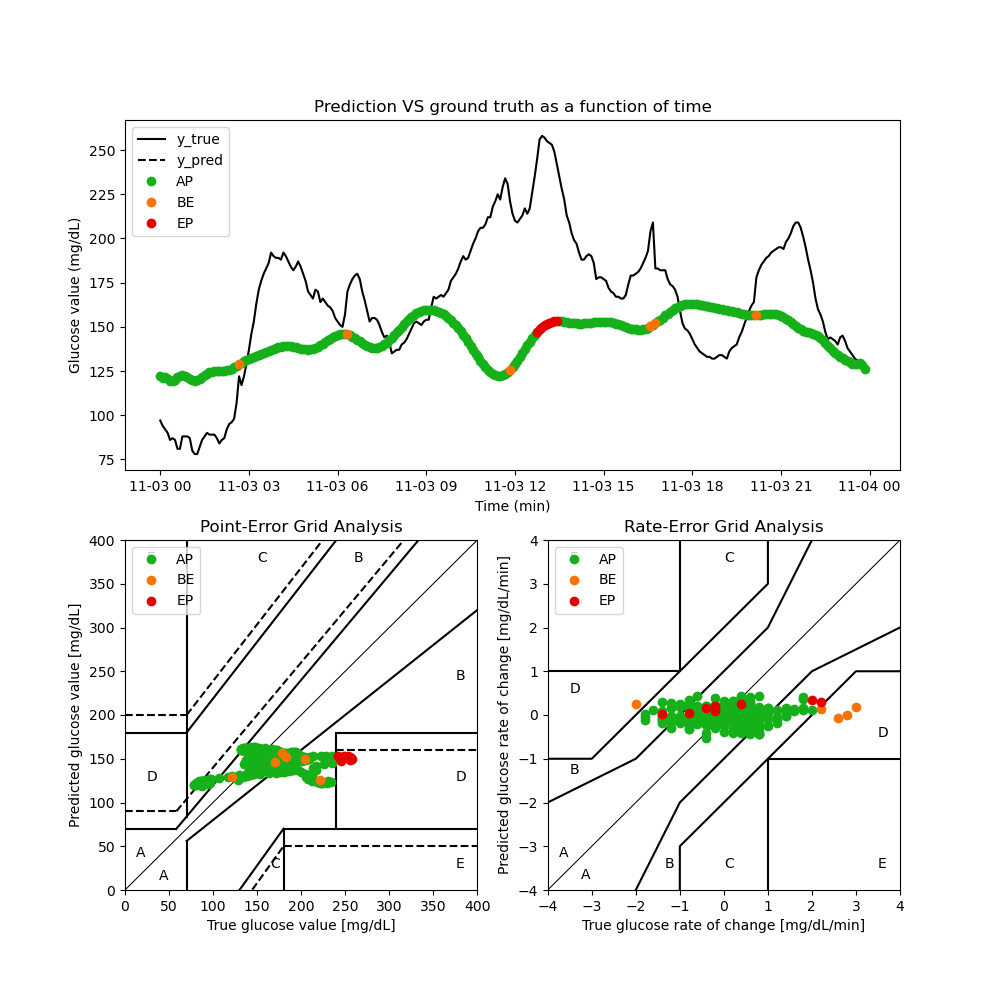 Prediction VS ground truth as a function of time
Glucose value (mg/dL)
250
225
200
175
150
125
100
75
y_true
y_pred
AP
BE
EP
11-03 00 11-03 03 11-03 06 11-03 09 11-03 12 11-03 15 11-03 18 11-03 21 11-04 00
Time (min)
Point-Error Grid Analysis
Predicted glucose value [mg/dL]
400
350
300
250
200
150
100
50
0
AP
BE
EP
C
B
B
D
D
A
A
C
E
0 50 100 150 200 250 300 350 400
True glucose value [mg/dL]
Rate-Error Grid Analysis
Predicted glucose rate of change [mg/dL/min]
4
3
2
1
0
−1
−2
−3
−4
AP
BE
EP
C
D
D
B
A
A
B
C
E
−4 −3 −2 −1 0 1 2 3 4
True glucose rate of change [mg/dL/min]